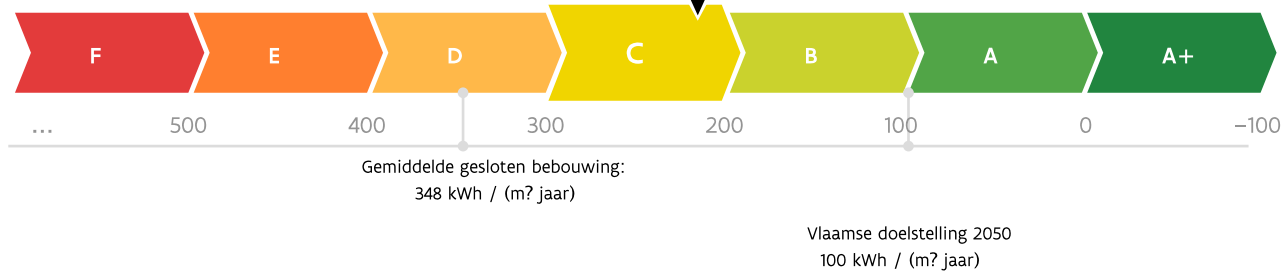 F E D C B A A+
... 500 400 300 200 100 0 –100
Gemiddelde gesloten bebouwing:
348 kWh / (m? jaar)
Vlaamse doelstelling 2050
100 kWh / (m? jaar)